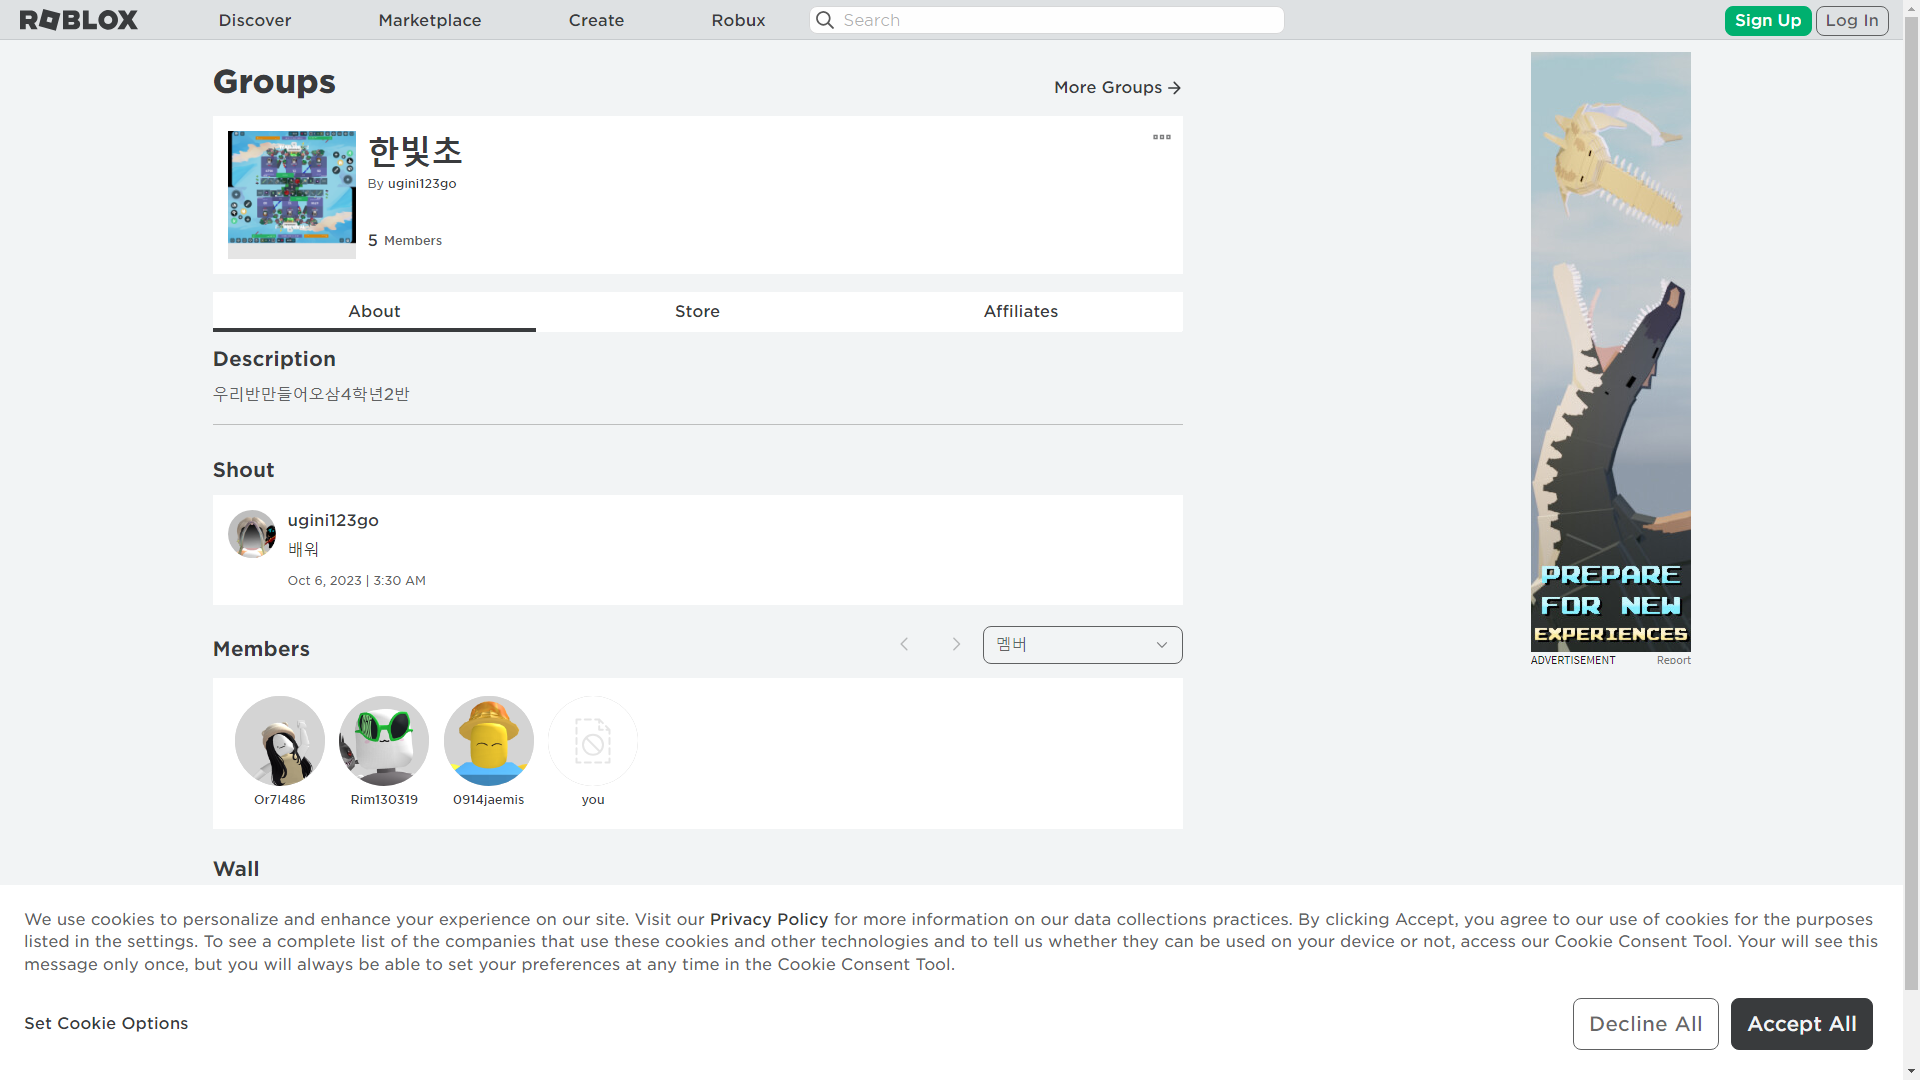 ROBLOX
Discover
Marketplace
Create
Robux
Search
Sign Up
Log In
Groups
More Groups
한빛초
By ugini123go
5 Members
About
Store
Affiliates
Description
우리반만들어오삼4학년2반
Shout
ugini123go
배워
Oct 6, 2023 | 3:30 AM
Members
멤버
Or7l486
Rim130319
0914jaemis
you
Wall
PREPARE
FOR NEW
EXPERIENCES
ADVERTISEMENT
Report
We use cookies to personalize and enhance your experience on our site. Visit our Privacy Policy for more information on our data collections practices. By clicking Accept, you agree to our use of cookies for the purposes
listed in the settings. To see a complete list of the companies that use these cookies and other technologies and to tell us whether they can be used on your device or not, access our Cookie Consent Tool. Your will see this
message only once, but you will always be able to set your preferences at any time in the Cookie Consent Tool.
Set Cookie Options
Decline All
Accept All